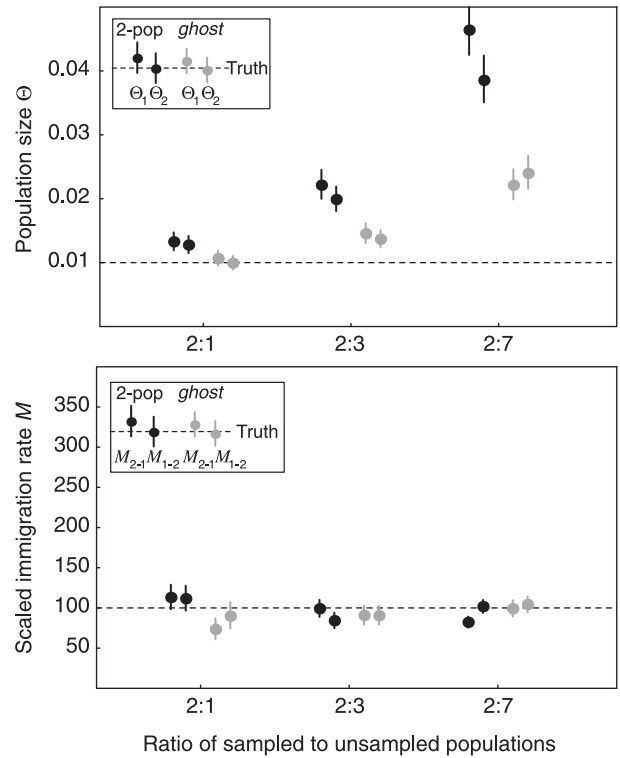 2-pop ghost
Truth
Θ1 Θ2 Θ1 Θ2
Population size Θ
0.04
0.03
0.02
0.01
2:1 2:3 2:7
2-pop ghost
Truth
M2-1 M1-2 M2-1 M1-2
Scaled immigration rate M
350
300
250
200
150
100
50
2:1 2:3 2:7
Ratio of sampled to unsampled populations